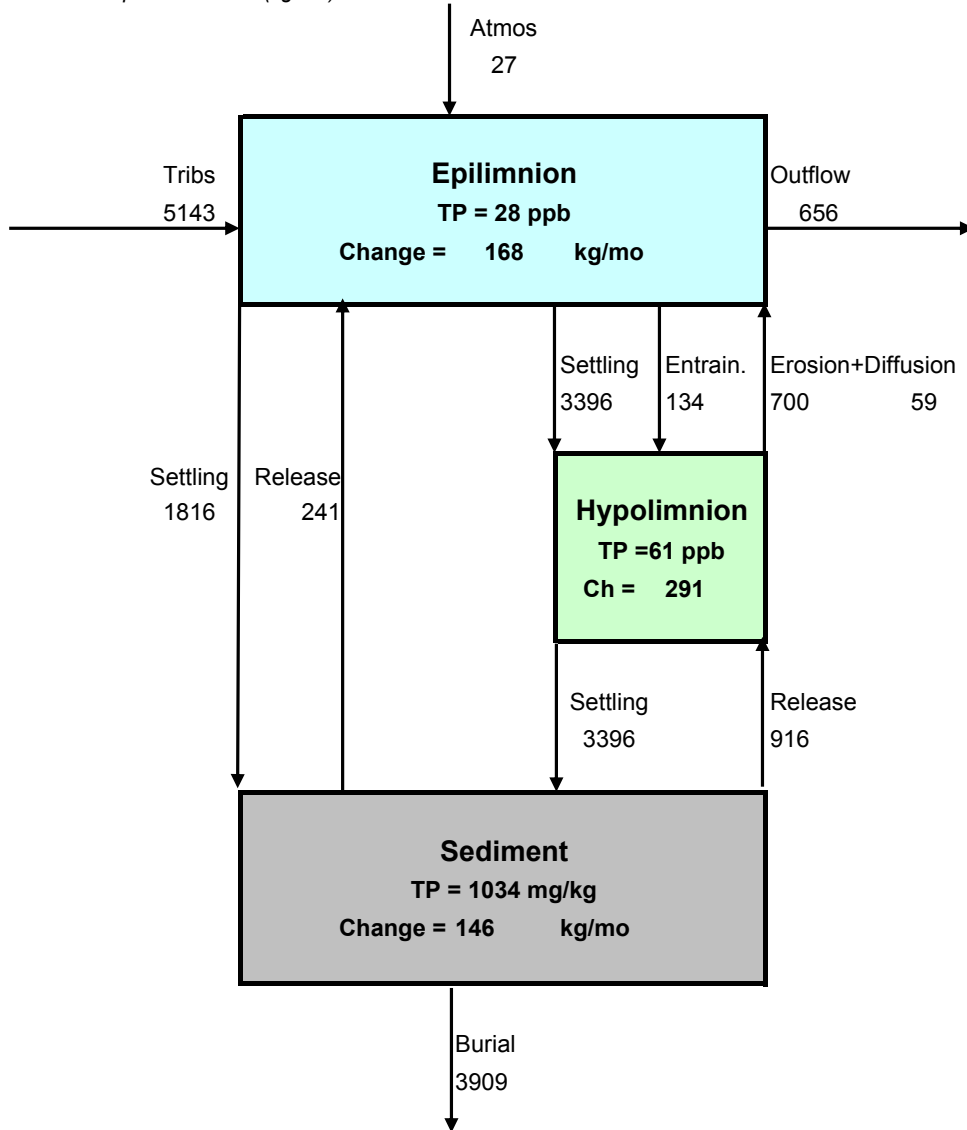 Atmos
27
Epilimnion
TP = 28 ppb
Change = 168 kg/mo
Tribs
5143
Outflow
656
Settling
3396
Entrain.
134
Erosion+Diffusion
700 59
Settling
1816
Release
241
Hypolimnion
TP =61 ppb
Ch = 291
Settling
3396
Release
916
Sediment
TP = 1034 mg/kg
Change = 146 kg/mo
Burial
3909